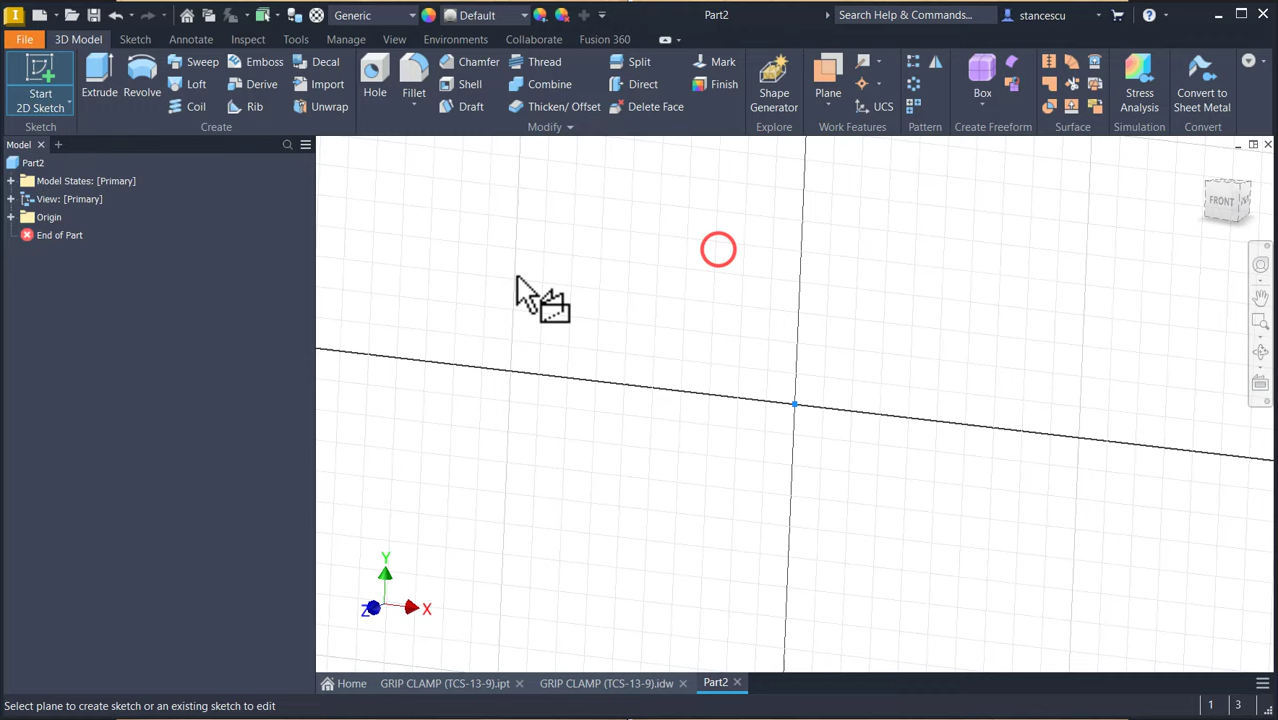 Generic Default Part2 Search Help & Commands... stancescu
File 3D Model Sketch Annotate Inspect Tools Manage View Environments Collaborate Fusion 360
Start 2D Sketch Extrude Revolve Sweep Emboss Decal Hole Fillet Chamfer Thread Split Mark Shape Generator Plane Box Stress Analysis Convert to Sheet Metal
Loft Derive Import Shell Combine Direct Finish
Coil Rib Unwrap Draft Thicken/ Offset Delete Face UCS
Sketch Create Modify Explore Work Features Pattern Create Freeform Surface Simulation Convert
Model
Part2
Model States: [Primary]
View: [Primary]
Origin
End of Part
FRONT
Y
Z X
Home GRIP CLAMP (TCS-13-9).ipt GRIP CLAMP (TCS-13-9).idw Part2
Select plane to create sketch or an existing sketch to edit 1 3